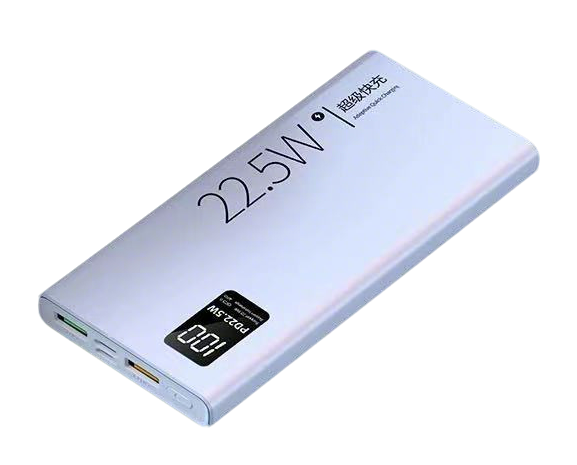 22.5W
超级快充
Adaptive Quick Charging
100
PD22.5W